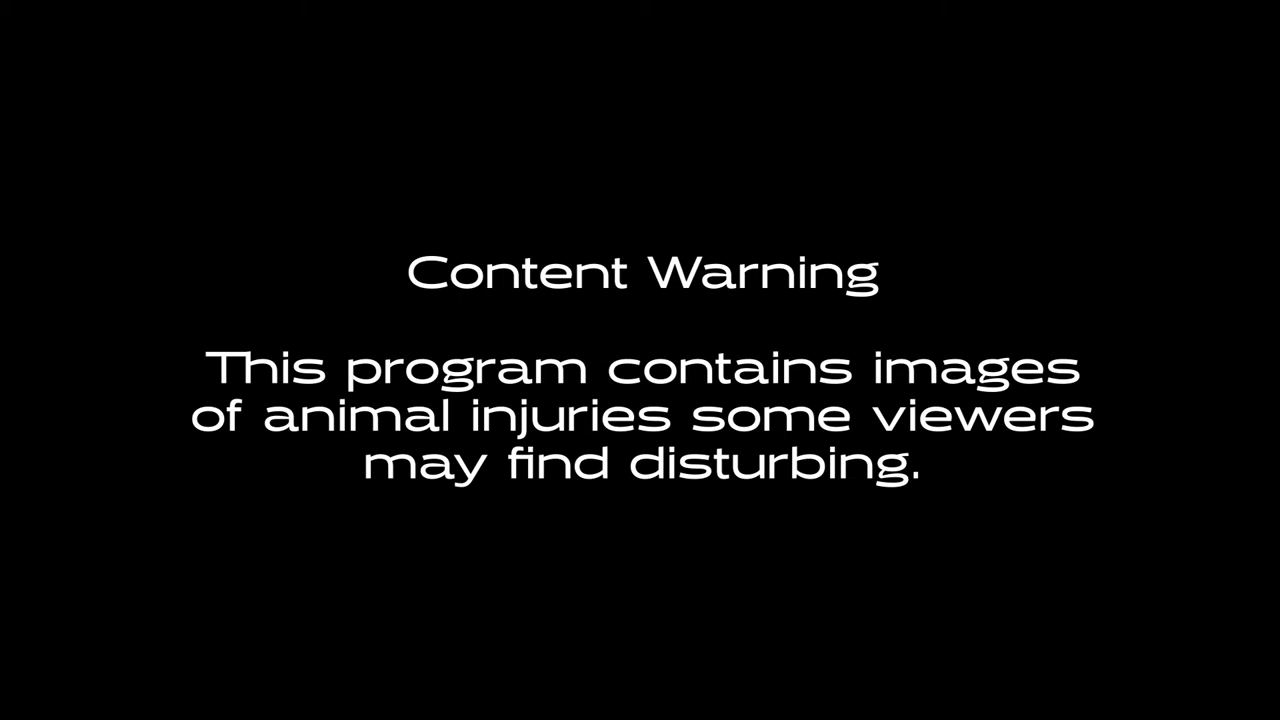 Content Warning
This program contains images
of animal injuries some viewers
may find disturbing.